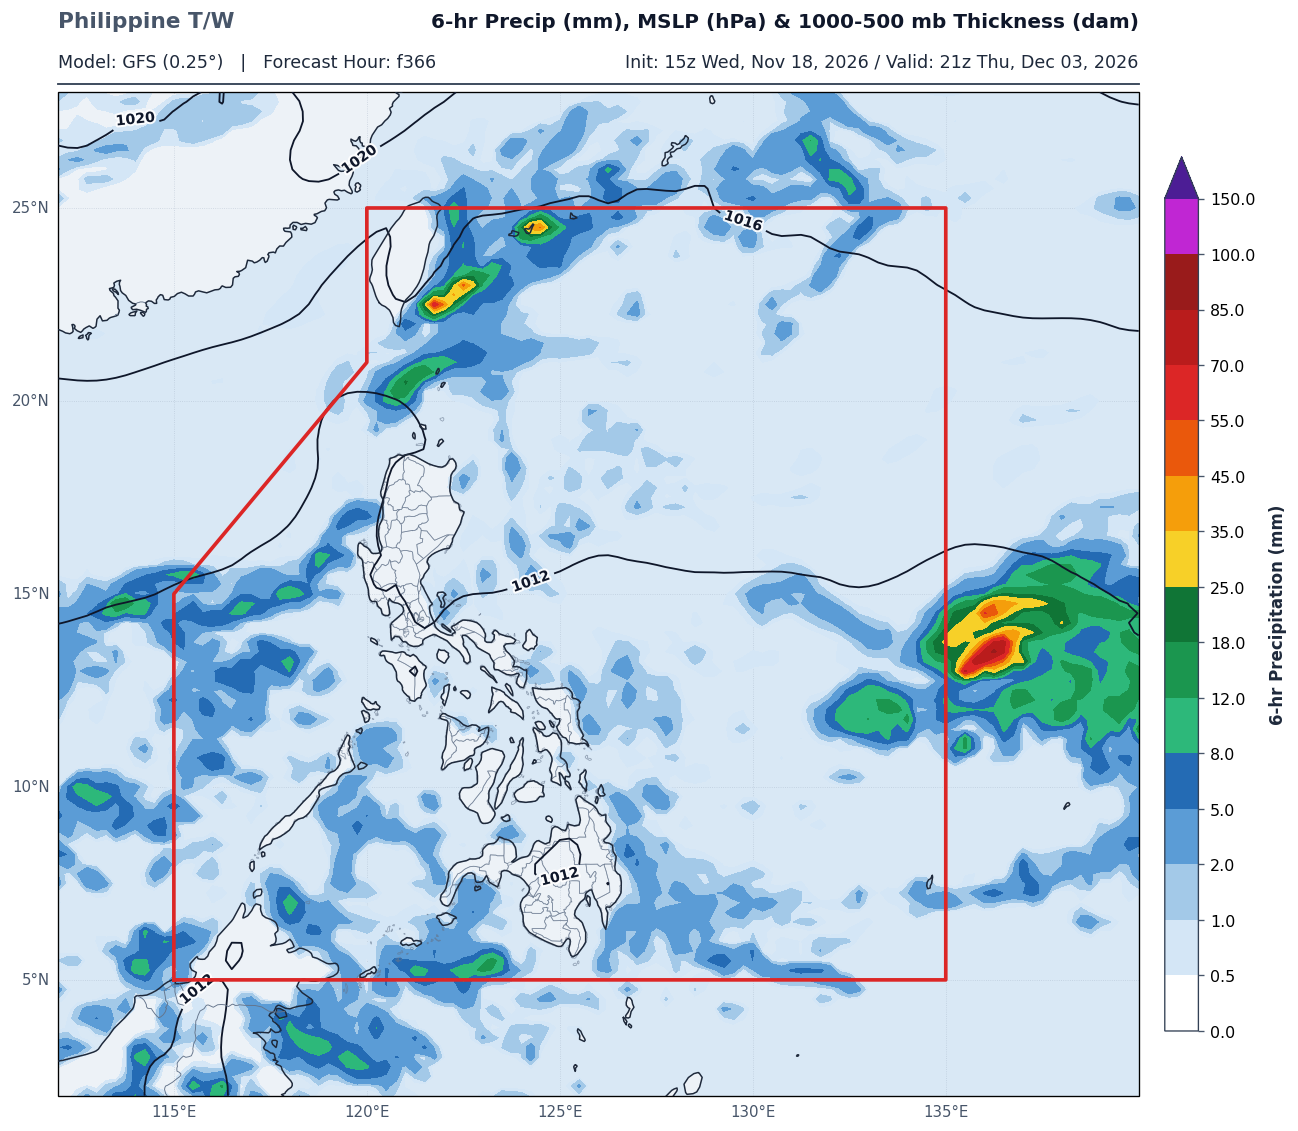 Philippine T/W
6-hr Precip (mm), MSLP (hPa) & 1000-500 mb Thickness (dam)
Model: GFS (0.25°) | Forecast Hour: f366
Init: 15z Wed, Nov 18, 2026 / Valid: 21z Thu, Dec 03, 2026
1020
1020
1016
1012
1012
1012
25°N
20°N
15°N
10°N
5°N
115°E
120°E
125°E
130°E
135°E
150.0
100.0
85.0
70.0
55.0
45.0
35.0
25.0
18.0
12.0
8.0
5.0
2.0
1.0
0.5
0.0
6-hr Precipitation (mm)